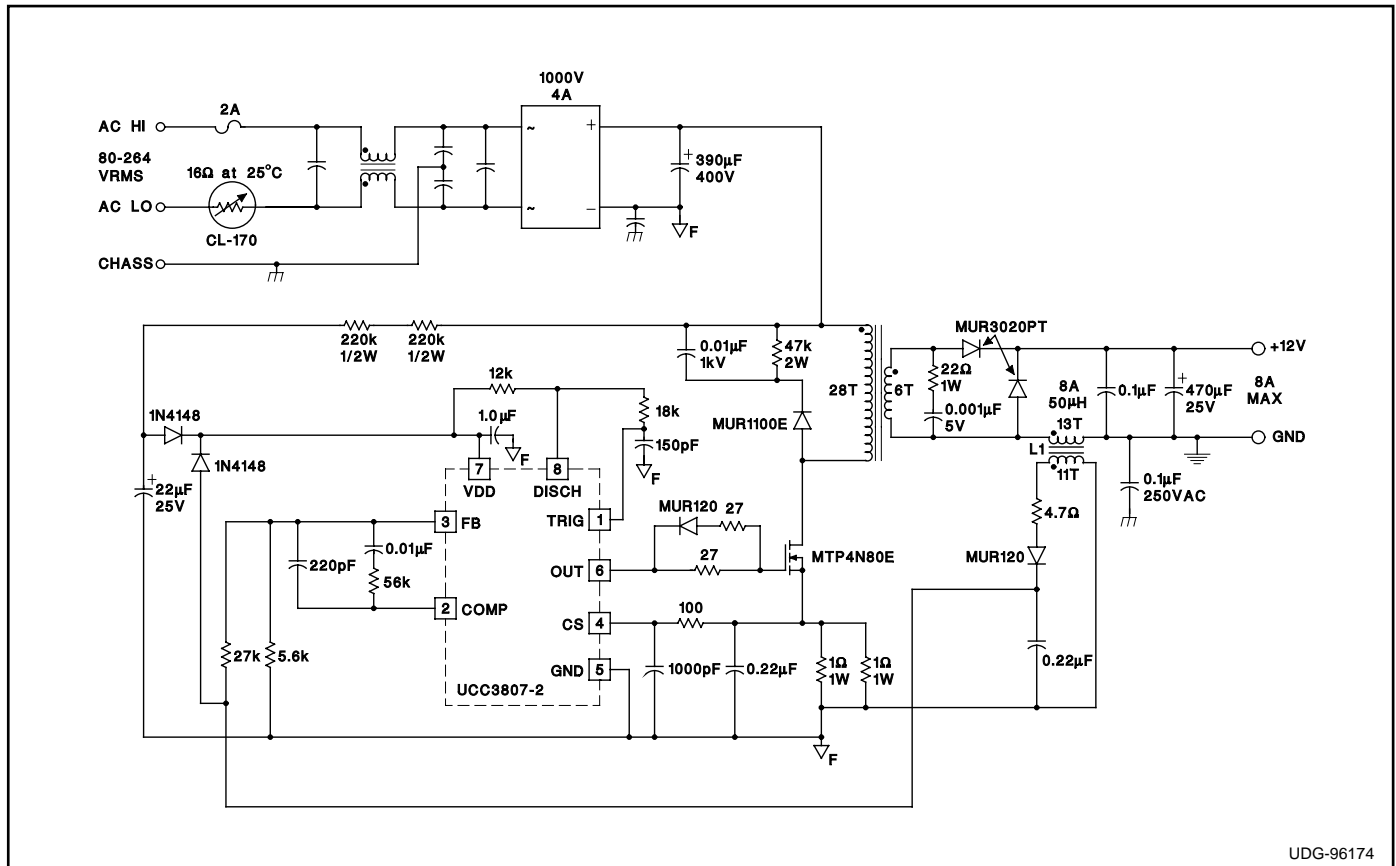 1000V
4A
2A
AC HI
80-264
VRMS
16Ω at 25°C
AC LO
CL-170
CHASS
~
+
~
–
+
390µF
400V
F
220k
1/2W
220k
1/2W
0.01µF
1kV
47k
2W
28T
6T
22Ω
1W
0.001µF
5V
MUR3020PT
8A
50µH
13T
L1
11T
0.1µF
+
470µF
25V
+12V
8A
MAX
GND
0.1µF
250VAC
4.7Ω
MUR120
0.22µF
1N4148
1N4148
+
22µF
25V
12k
1.0µF
F
18k
150pF
F
MUR1100E
7
VDD
8
DISCH
3
FB
TRIG
1
OUT
6
2
COMP
CS
4
GND
5
UCC3807-2
220pF
0.01µF
56k
27k
5.6k
MUR120
27
27
MTP4N80E
100
1000pF
0.22µF
1Ω
1W
1Ω
1W
F
UDG-96174